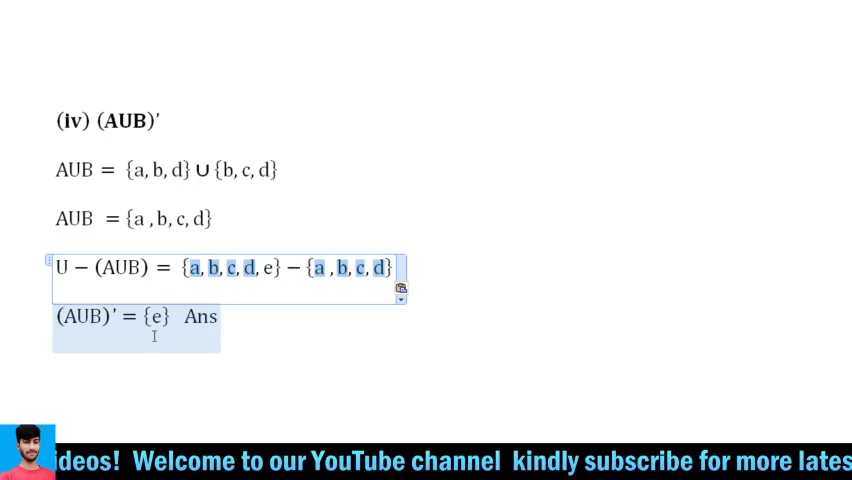 (iv) (AUB)'
AUB = {a, b, d} ∪ {b, c, d}
AUB = {a ,b, c, d}
U − (AUB) = {a, b, c, d, e} − {a ,b, c, d}
(AUB)' = {e} Ans
ideos! Welcome to our YouTube channel kindly subscribe for more lates